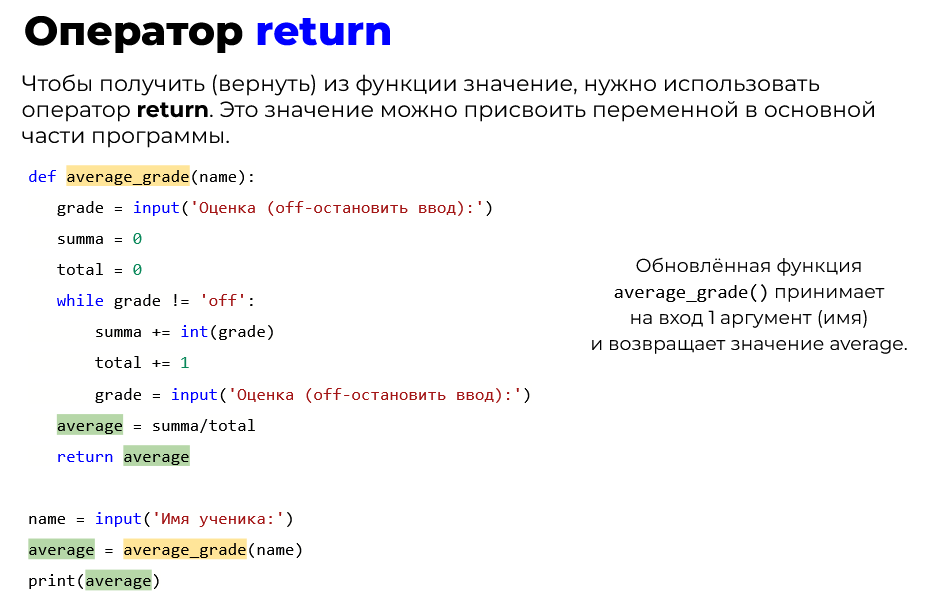 Оператор return
Чтобы получить (вернуть) из функции значение, нужно использовать
оператор return. Это значение можно присвоить переменной в основной
части программы.
def average_grade(name):
grade = input('Оценка (off-остановить ввод):')
summa = 0
total = 0
while grade != 'off':
summa += int(grade)
total += 1
grade = input('Оценка (off-остановить ввод):')
average = summa/total
return average
name = input('Имя ученика:')
average = average_grade(name)
print(average)
Обновлённая функция
average_grade() принимает
на вход 1 аргумент (имя)
и возвращает значение average.